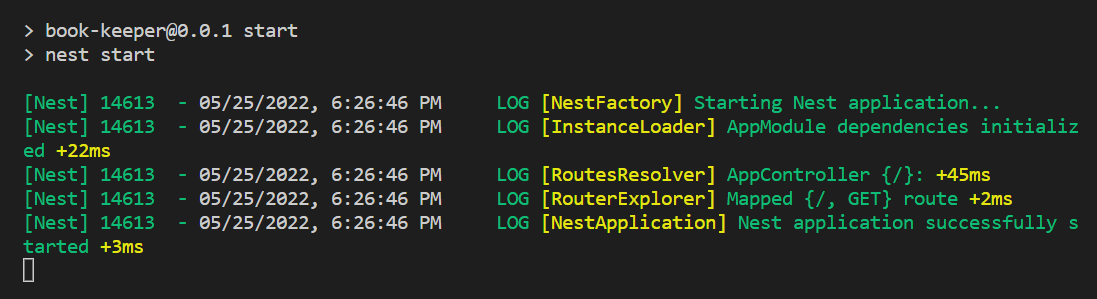 > book-keeper@0.0.1 start
> nest start
[Nest] 14613  - 05/25/2022, 6:26:46 PM     LOG [NestFactory] Starting Nest application...
[Nest] 14613  - 05/25/2022, 6:26:46 PM     LOG [InstanceLoader] AppModule dependencies initializ
ed +22ms
[Nest] 14613  - 05/25/2022, 6:26:46 PM     LOG [RoutesResolver] AppController {/}: +45ms
[Nest] 14613  - 05/25/2022, 6:26:46 PM     LOG [RouterExplorer] Mapped {/, GET} route +2ms
[Nest] 14613  - 05/25/2022, 6:26:46 PM     LOG [NestApplication] Nest application successfully s
tarted +3ms